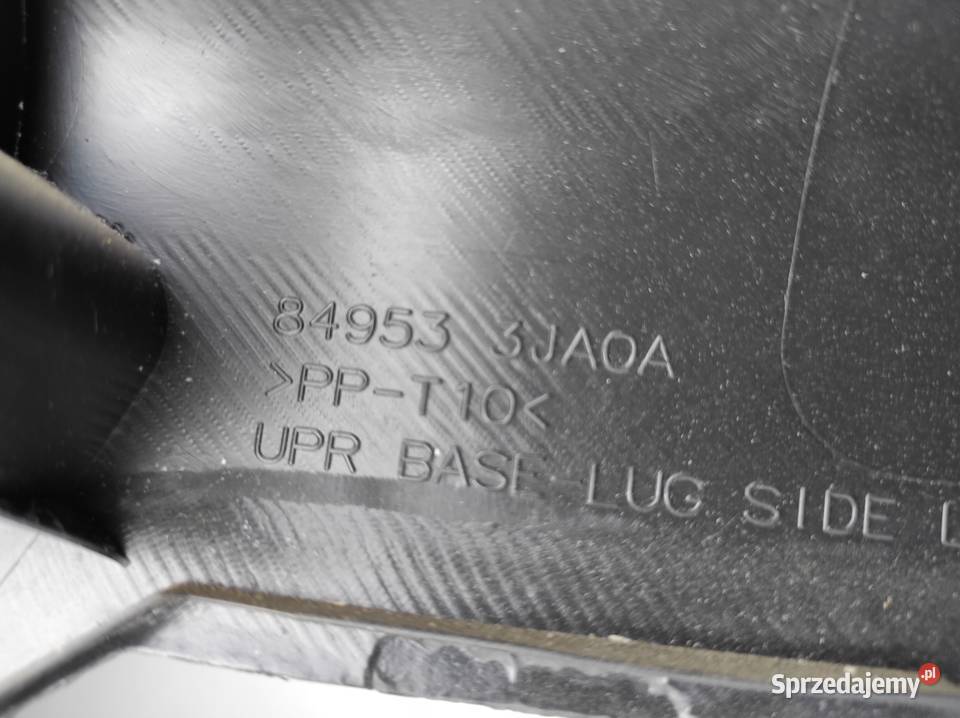 84953 3JA0A
>PP-T10<
UPR BASE-LUG SIDE
Sprzedajemy.pl